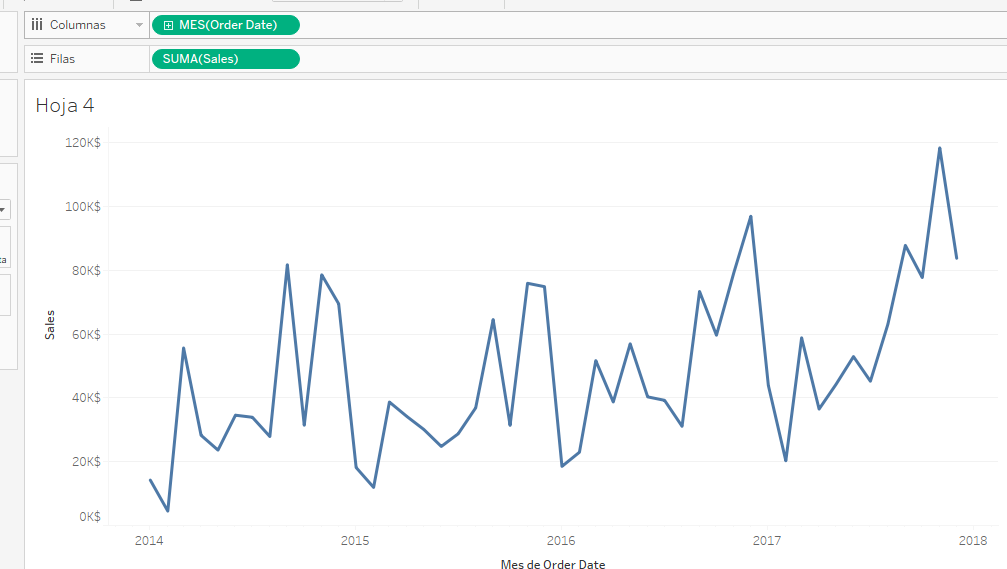 Columnas MES(Order Date)
Filas SUMA(Sales)
Hoja 4
120K$
100K$
80K$
60K$
40K$
20K$
0K$
Sales
2014 2015 2016 2017 2018
Mes de Order Date